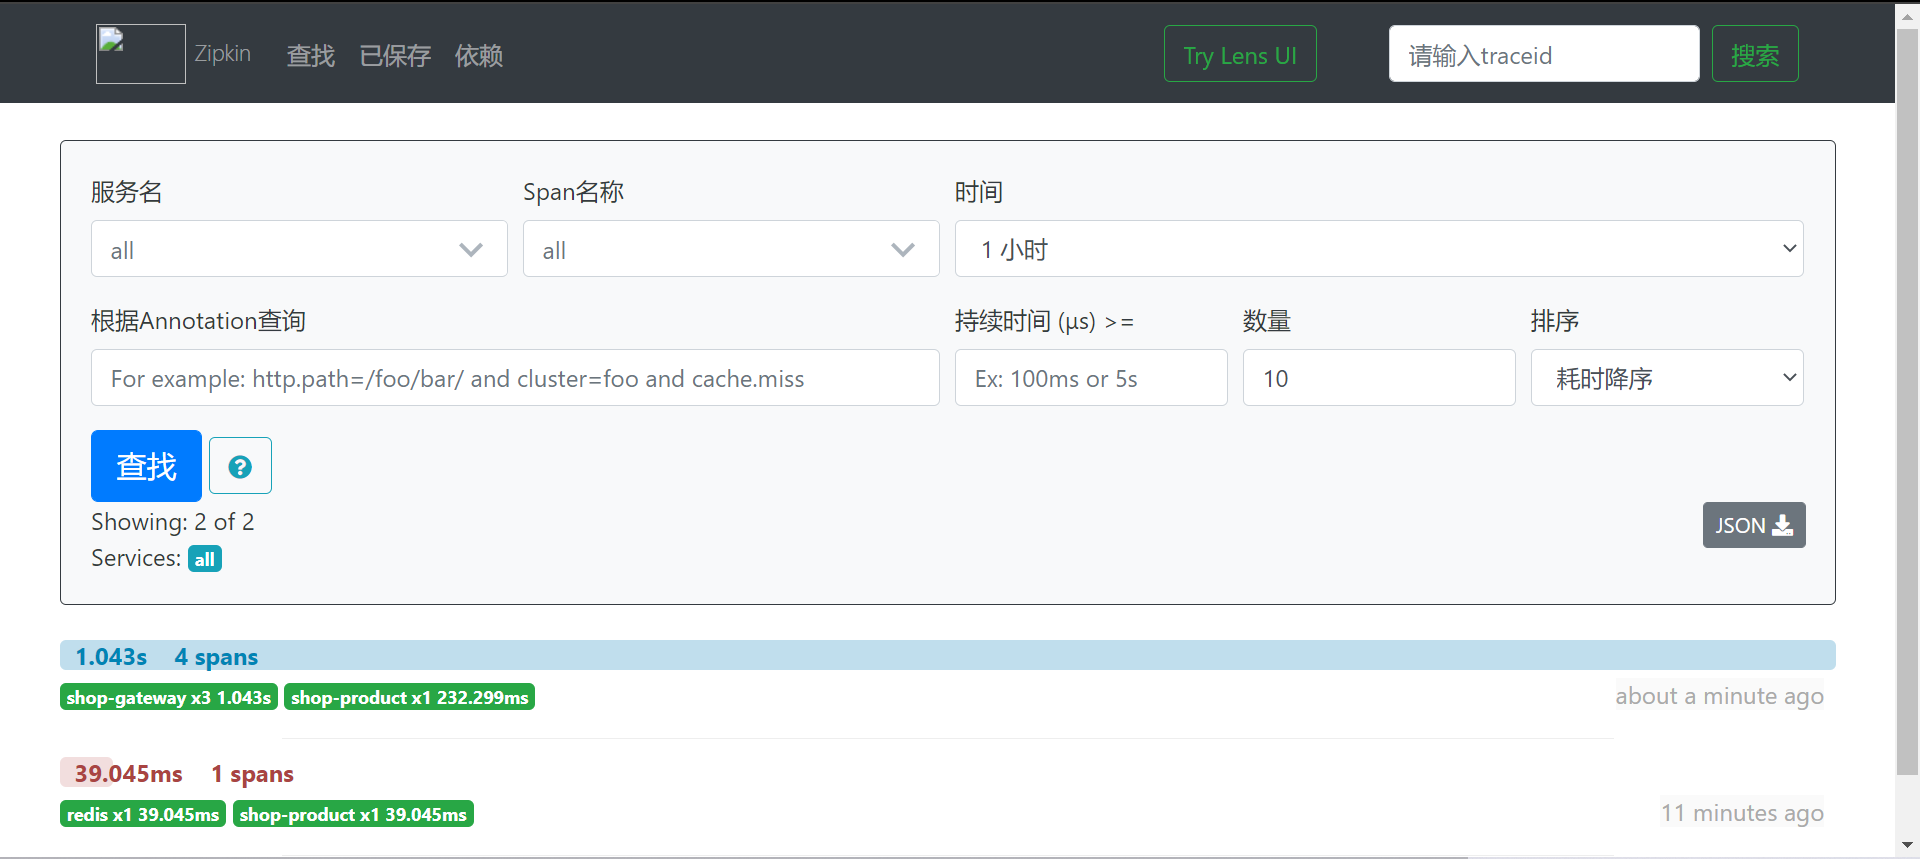 Zipkin 查找 已保存 依赖 Try Lens UI 请输入traceid 搜索
服务名 Span名称 时间
all all 1 小时
根据Annotation查询 持续时间 (μs) >= 数量 排序
For example: http.path=/foo/bar/ and cluster=foo and cache.miss Ex: 100ms or 5s 10 耗时降序
查找 ?
Showing: 2 of 2
JSON
Services: all
1.043s 4 spans
shop-gateway x3 1.043s shop-product x1 232.299ms about a minute ago
39.045ms 1 spans
redis x1 39.045ms shop-product x1 39.045ms 11 minutes ago